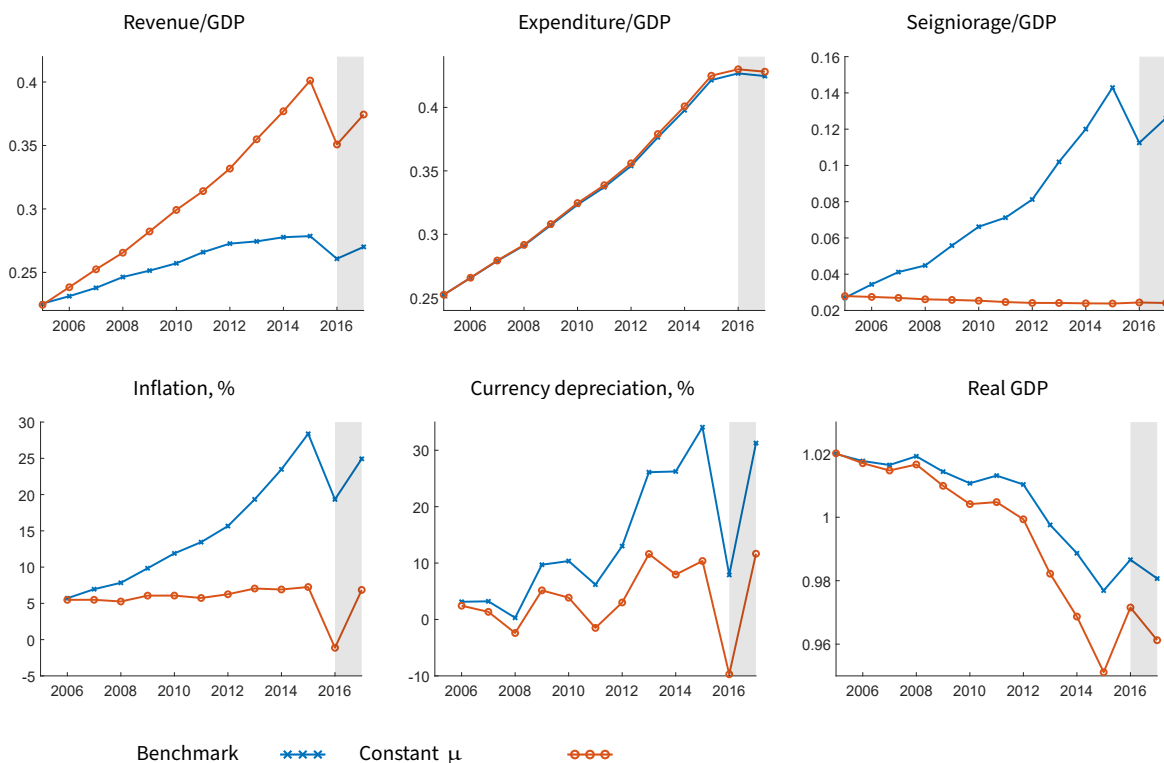 Revenue/GDP
Expenditure/GDP
Seigniorage/GDP
0.4
0.35
0.3
0.25
2006 2008 2010 2012 2014 2016
0.4
0.35
0.3
0.25
2006 2008 2010 2012 2014 2016
0.16
0.14
0.12
0.1
0.08
0.06
0.04
0.02
2006 2008 2010 2012 2014 2016
Inflation, %
Currency depreciation, %
Real GDP
30
25
20
15
10
5
0
-5
2006 2008 2010 2012 2014 2016
30
20
10
0
-10
2006 2008 2010 2012 2014 2016
1.02
1
0.98
0.96
2006 2008 2010 2012 2014 2016
Benchmark Constant μ